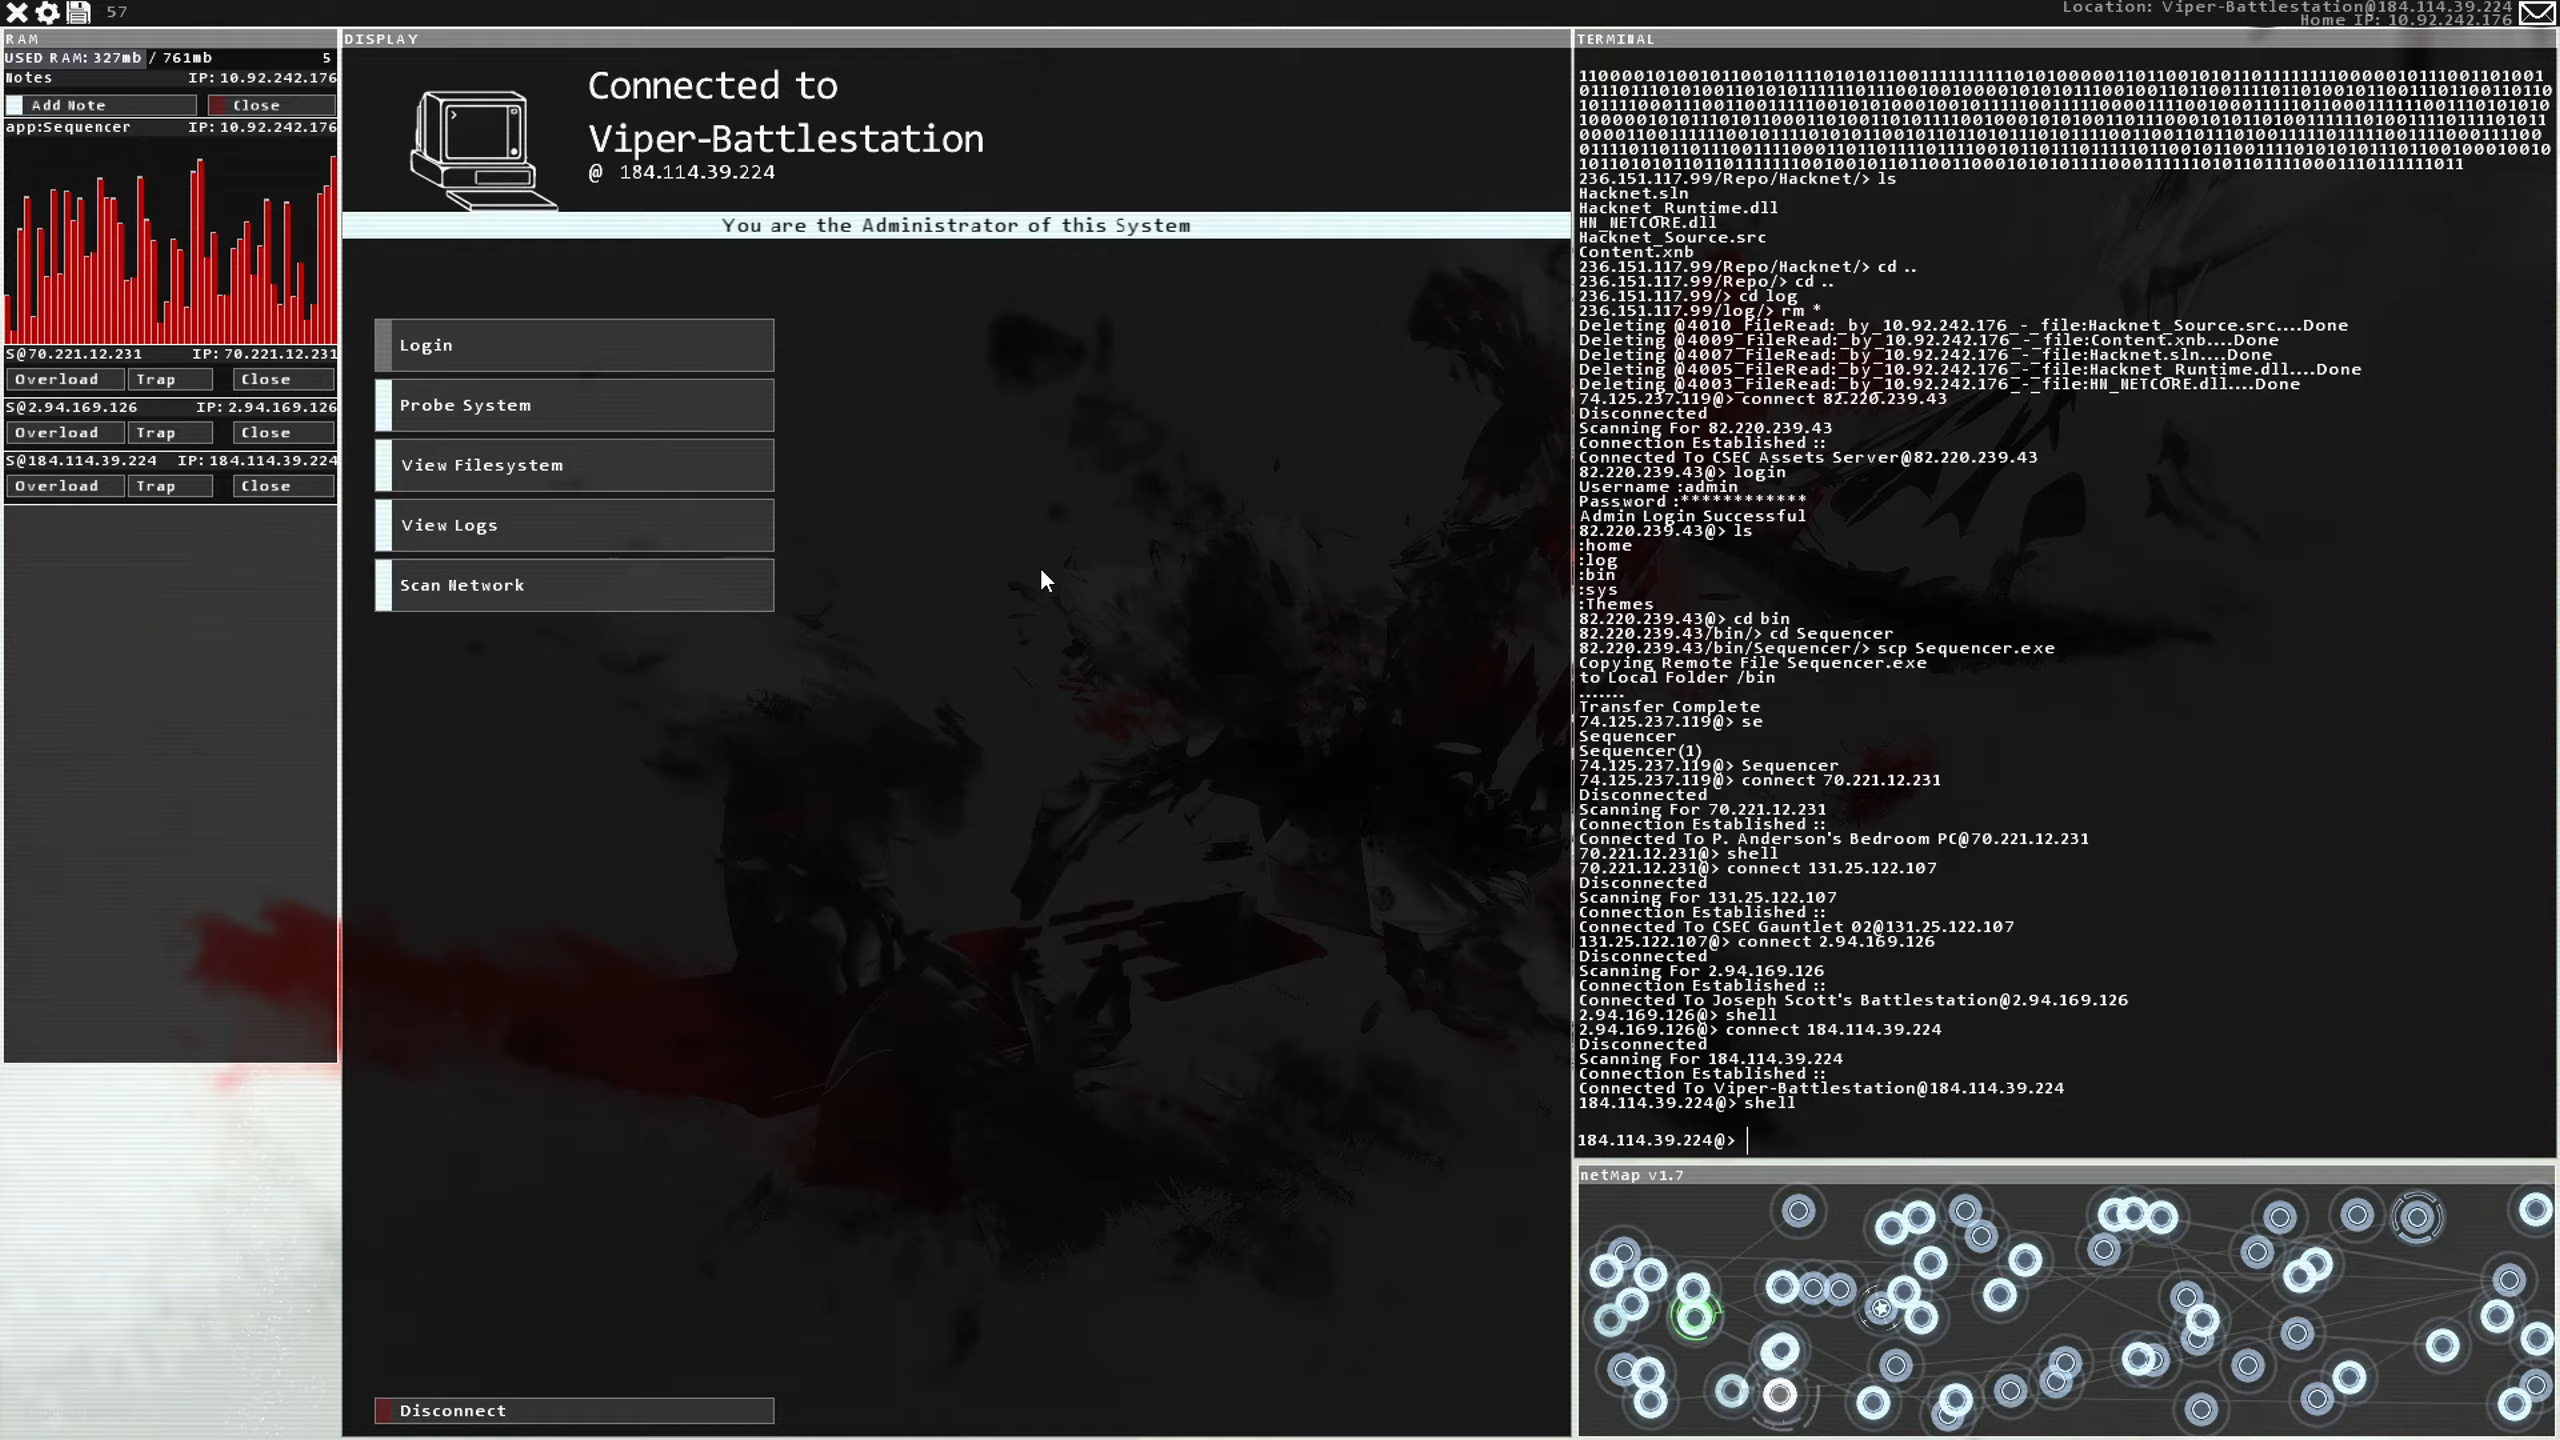 57
Location: Viper-Battlestation@184.114.39.224
Home IP: 10.92.242.176
RAM
USED RAM: 327mb / 761mb 5
Notes IP: 10.92.242.176
Add Note Close
app:Sequencer IP: 10.92.242.176
S@70.221.12.231 IP: 70.221.12.231
Overload Trap Close
S@2.94.169.126 IP: 2.94.169.126
Overload Trap Close
S@184.114.39.224 IP: 184.114.39.224
Overload Trap Close
DISPLAY
Connected to
Viper-Battlestation
@ 184.114.39.224
You are the Administrator of this System
Login
Probe System
View Filesystem
View Logs
Scan Network
Disconnect
TERMINAL
236.151.117.99/Repo/Hacknet/> ls
Hacknet.sln
Hacknet_Runtime.dll
HN_NETCORE.dll
Hacknet_Source.src
Content.xnb
236.151.117.99/Repo/Hacknet/> cd ..
236.151.117.99/Repo/> cd ..
236.151.117.99/> cd log
236.151.117.99/log/> rm *
Deleting @4010_FileRead:_by_10.92.242.176_-_file:Hacknet_Source.src....Done
Deleting @4009_FileRead:_by_10.92.242.176_-_file:Content.xnb....Done
Deleting @4007_FileRead:_by_10.92.242.176_-_file:Hacknet.sln....Done
Deleting @4005_FileRead:_by_10.92.242.176_-_file:Hacknet_Runtime.dll....Done
Deleting @4003_FileRead:_by_10.92.242.176_-_file:HN_NETCORE.dll....Done
74.125.237.119@> connect 82.220.239.43
Disconnected
Scanning For 82.220.239.43
Connection Established ::
Connected To CSEC Assets Server@82.220.239.43
82.220.239.43@> login
Username :admin
Password :************
Admin Login Successful
82.220.239.43@> ls
:home
:log
:bin
:sys
:Themes
82.220.239.43@> cd bin
82.220.239.43/bin/> cd Sequencer
82.220.239.43/bin/Sequencer/> scp Sequencer.exe
Copying Remote File Sequencer.exe
to Local Folder /bin
.......
Transfer Complete
74.125.237.119@> se
Sequencer
Sequencer(1)
74.125.237.119@> Sequencer
74.125.237.119@> connect 70.221.12.231
Disconnected
Scanning For 70.221.12.231
Connection Established ::
Connected To P. Anderson's Bedroom PC@70.221.12.231
70.221.12.231@> shell
70.221.12.231@> connect 131.25.122.107
Disconnected
Scanning For 131.25.122.107
Connection Established ::
Connected To CSEC Gauntlet 02@131.25.122.107
131.25.122.107@> connect 2.94.169.126
Disconnected
Scanning For 2.94.169.126
Connection Established ::
Connected To Joseph Scott's Battlestation@2.94.169.126
2.94.169.126@> shell
2.94.169.126@> connect 184.114.39.224
Disconnected
Scanning For 184.114.39.224
Connection Established ::
Connected To Viper-Battlestation@184.114.39.224
184.114.39.224@> shell
184.114.39.224@>
netMap v1.7